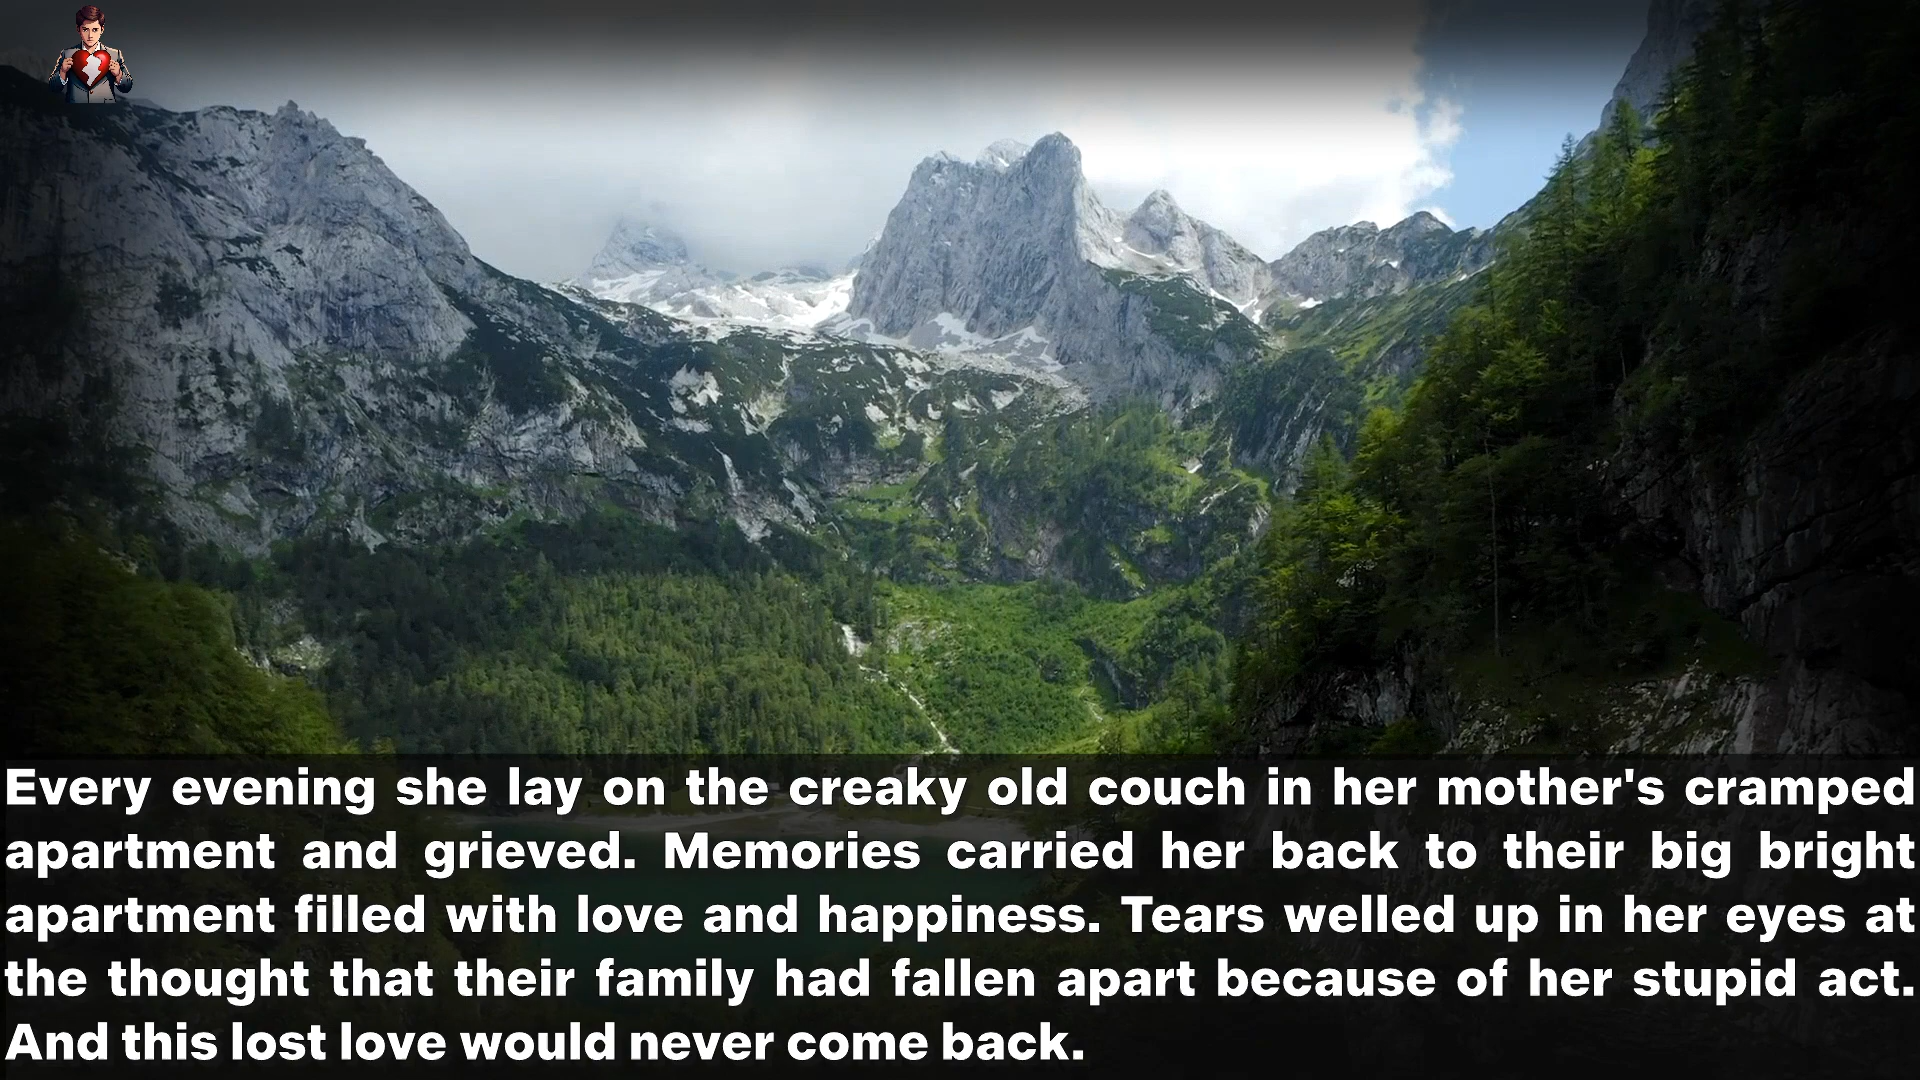 Every evening she lay on the creaky old couch in her mother's cramped
apartment and grieved. Memories carried her back to their big bright
apartment filled with love and happiness. Tears welled up in her eyes at
the thought that their family had fallen apart because of her stupid act.
And this lost love would never come back.